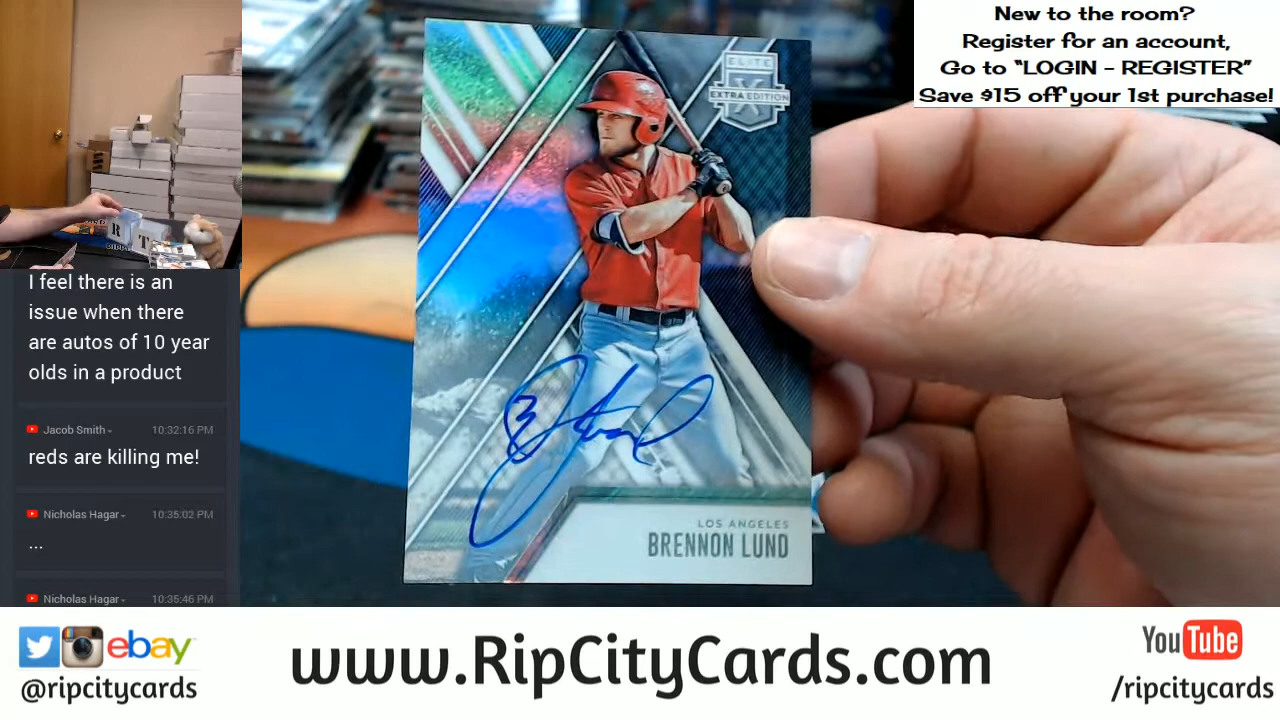 New to the room?
Register for an account,
Go to "LOGIN - REGISTER"
Save $15 off your 1st purchase!
ELITE
X
EXTRA EDITION
R T
I feel there is an
issue when there
are autos of 10 year
olds in a product
Jacob Smith 10:32:16 PM
reds are killing me!
Nicholas Hagar 10:35:02 PM
...
Nicholas Hagar 10:35:46 PM
LOS ANGELES
BRENNON LUND
ebay
@ripcitycards
www.RipCityCards.com
YouTube
/ripcitycards